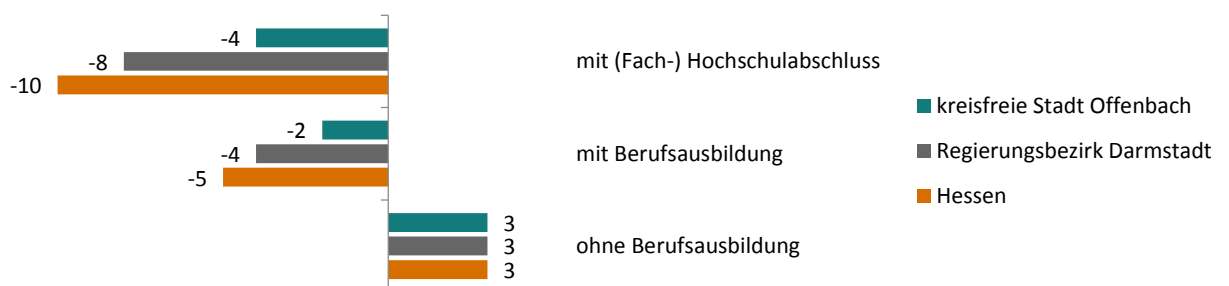 -4
-8
mit (Fach-) Hochschulabschluss
-10
kreisfreie Stadt Offenbach
-2
-4
mit Berufsausbildung
Regierungsbezirk Darmstadt
-5
Hessen
3
3
ohne Berufsausbildung
3